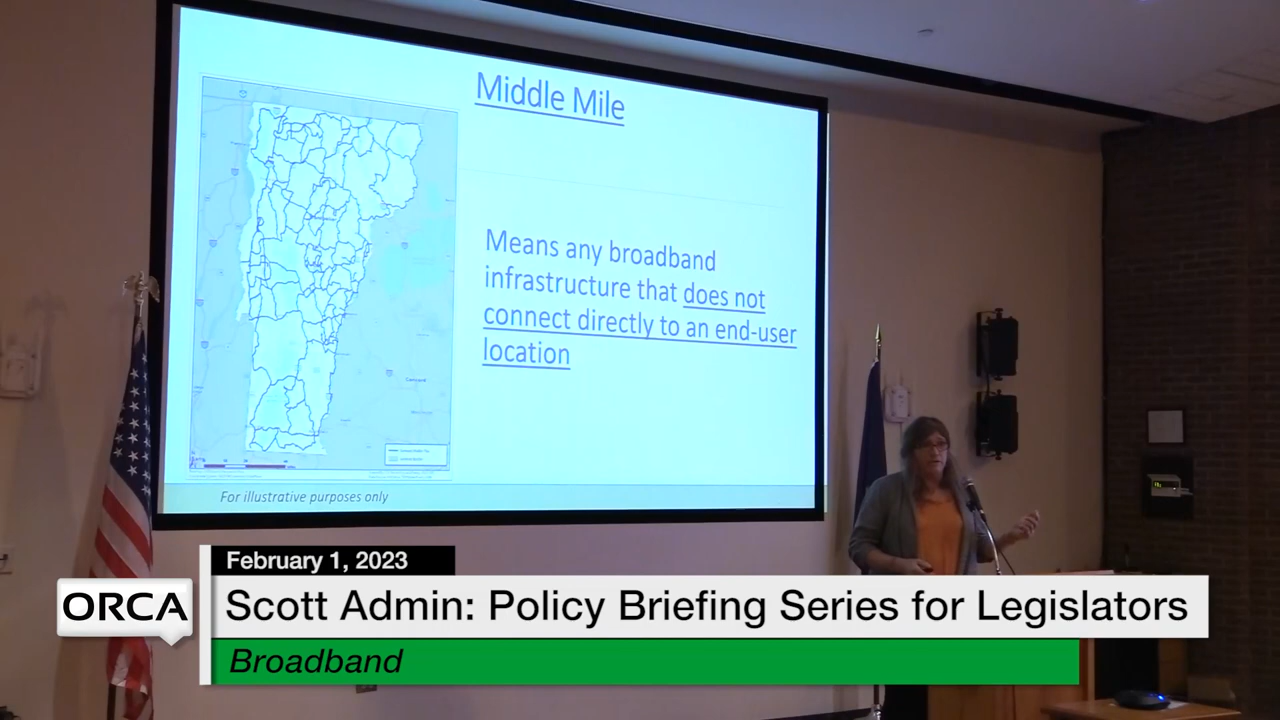 Middle Mile
Means any broadband
infrastructure that does not
connect directly to an end-user
location
For illustrative purposes only
February 1, 2023
ORCA
Scott Admin: Policy Briefing Series for Legislators
Broadband